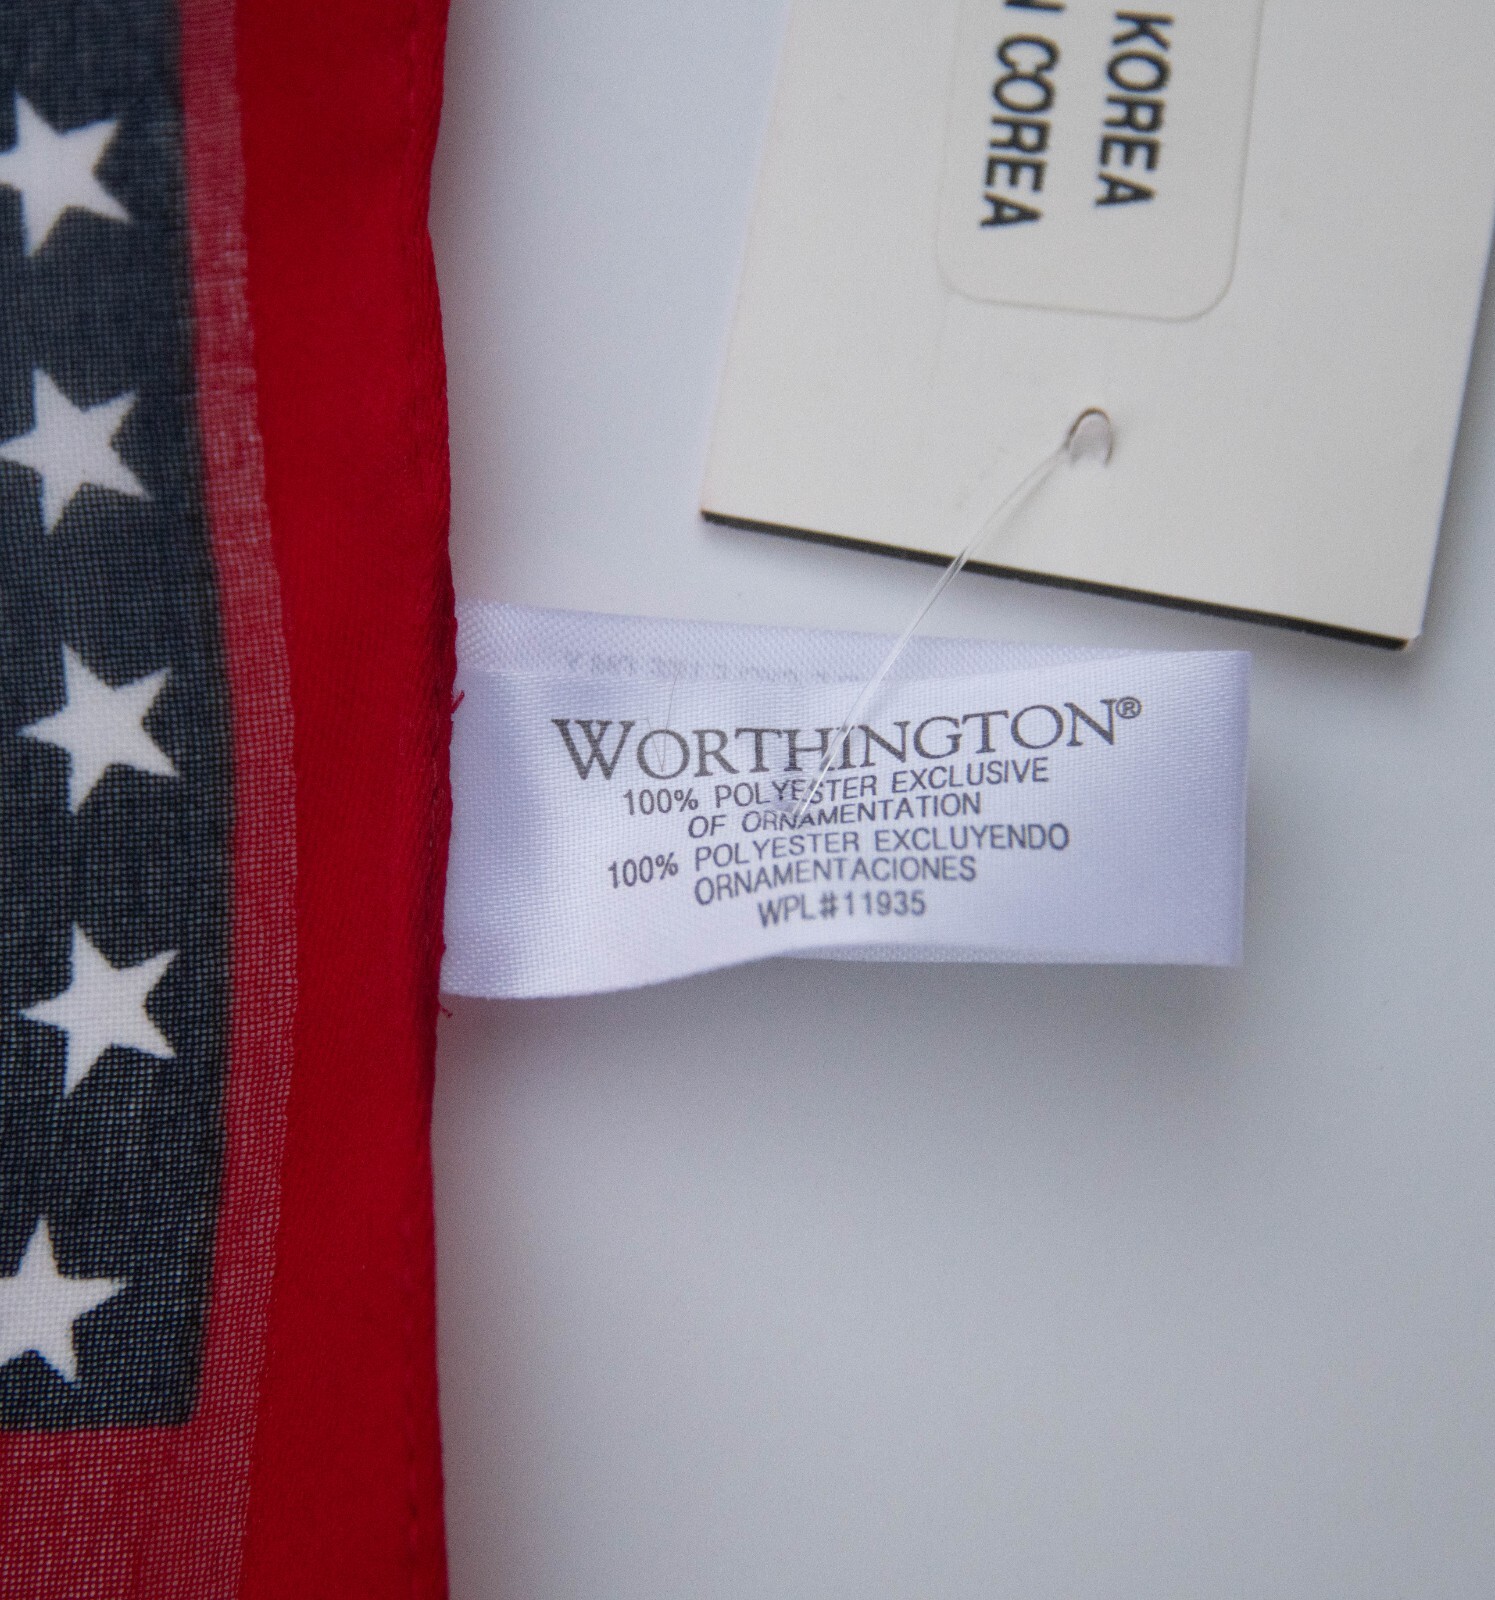 KOREA
COREA
WORTHINGTON®
100% POLYESTER EXCLUSIVE
OF ORNAMENTATION
100% POLYESTER EXCLUYENDO
ORNAMENTACIONES
WPL#11935